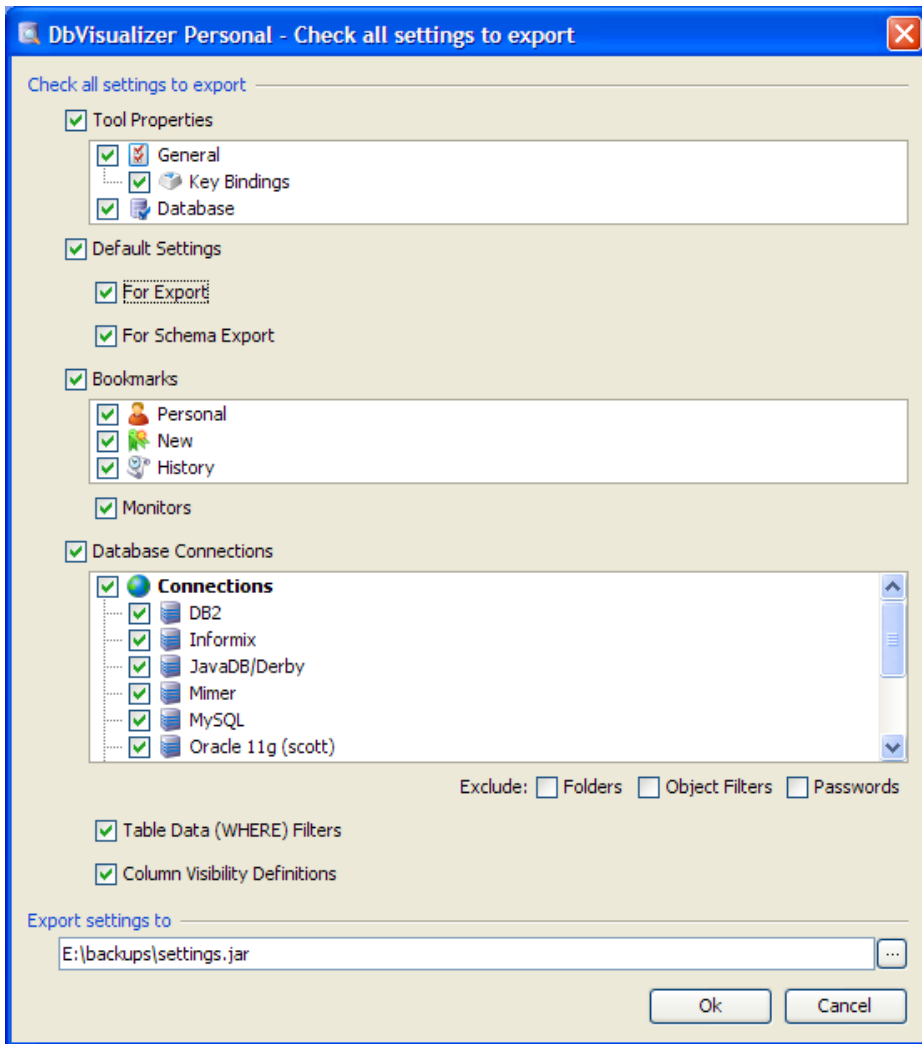 DbVisualizer Personal - Check all settings to export
Check all settings to export
Tool Properties
General
Key Bindings
Database
Default Settings
For Export
For Schema Export
Bookmarks
Personal
New
History
Monitors
Database Connections
Connections
DB2
Informix
JavaDB/Derby
Mimer
MySQL
Oracle 11g (scott)
Exclude: Folders Object Filters Passwords
Table Data (WHERE) Filters
Column Visibility Definitions
Export settings to
E:\backups\settings.jar ...
Ok Cancel